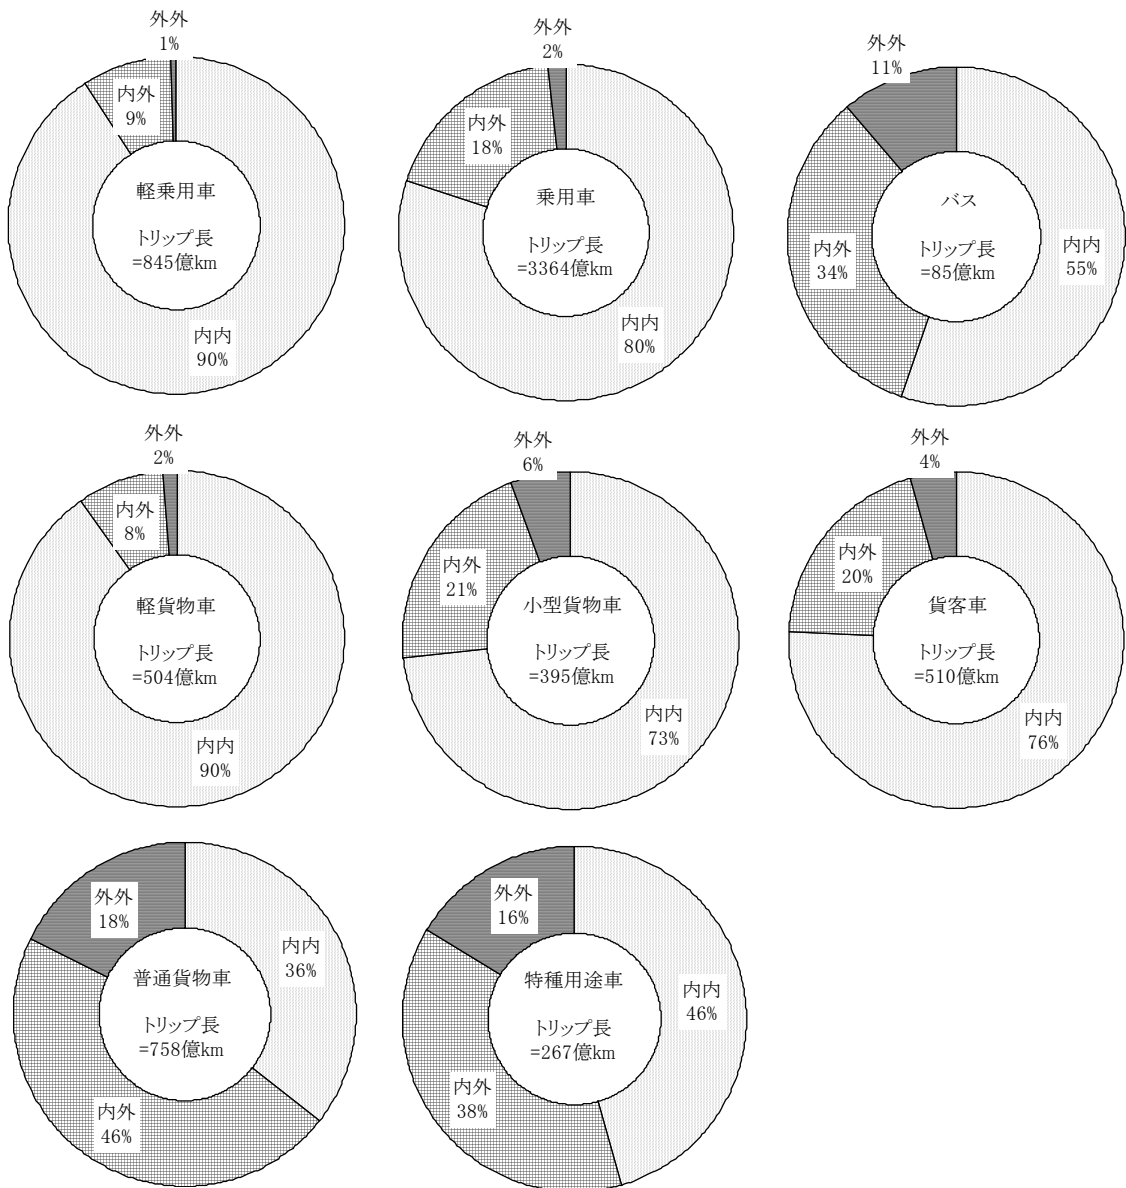 外外
1%
内外
9%
軽乗用車
トリップ長
=845億km
内内
90%
外外
2%
内外
18%
乗用車
トリップ長
=3364億km
内内
80%
外外
11%
内外
34%
バス
トリップ長
=85億km
内内
55%
外外
2%
内外
8%
軽貨物車
トリップ長
=504億km
内内
90%
外外
6%
内外
21%
小型貨物車
トリップ長
=395億km
内内
73%
外外
4%
内外
20%
貨客車
トリップ長
=510億km
内内
76%
外外
18%
内内
36%
普通貨物車
トリップ長
=758億km
内外
46%
外外
16%
内内
46%
特種用途車
トリップ長
=267億km
内外
38%